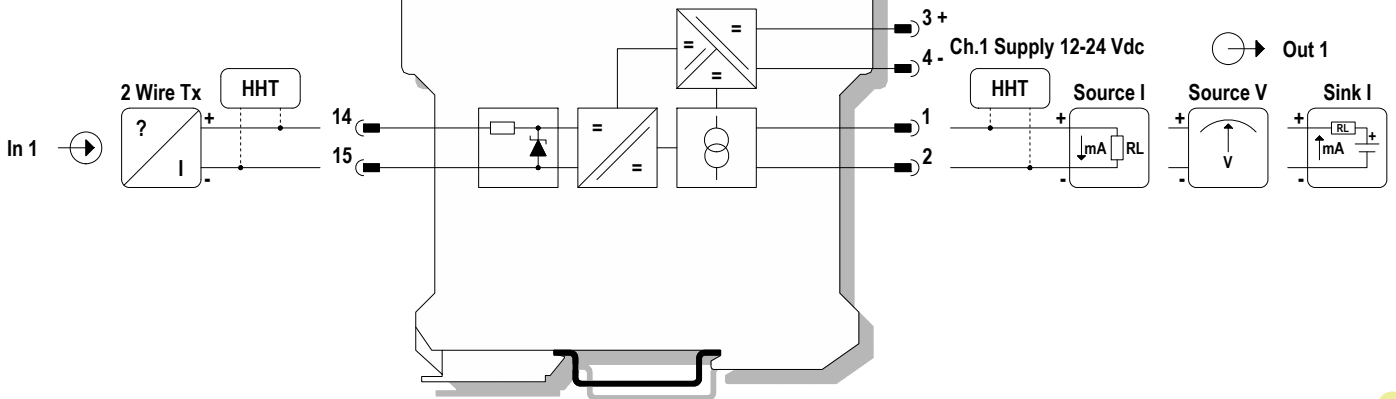 3 +
4 -
Ch.1 Supply 12-24 Vdc
Out 1
2 Wire Tx
HHT
HHT
Source I
Source V
Sink I
In 1
?
I
+
-
14
15
=
=
=
=
=
1
2
+
-
mA
RL
+
-
V
+
-
RL
mA
+